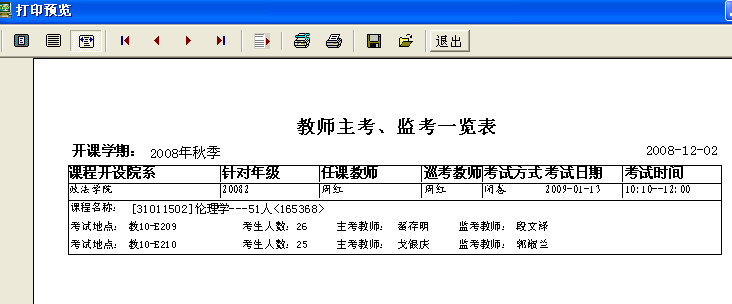 打印预览
退出
教师主考、监考一览表
开课学期： 2008年秋季 2008-12-02
课程开设院系 针对年级 任课教师 巡考教师 考试方式 考试日期 考试时间
政法学院 20082 周红 周红 闭卷 2009-01-13 10:10--12:00
课程名称： [31011502]伦理学---51人<165368>
考试地点： 教10-E209 考生人数：26 主考教师： 翁存明 监考教师： 段文婷
考试地点： 教10-E210 考生人数：25 主考教师： 戈银庆 监考教师： 郭淑兰